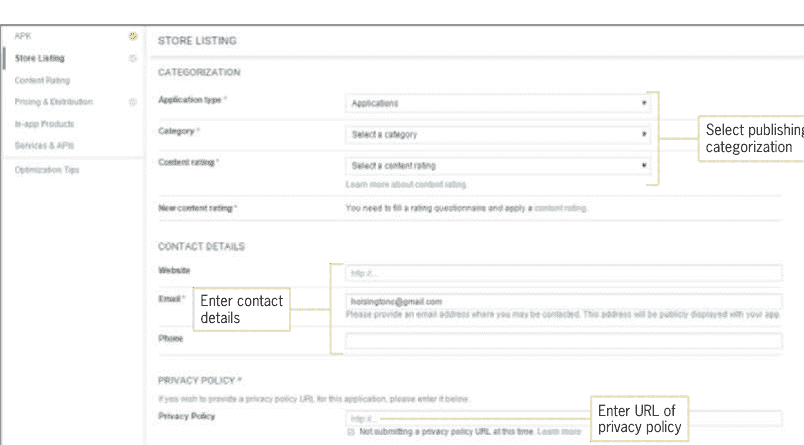 APK
Store Listing
Content Rating
Pricing & Distribution
In-app Products
Services & APIs
Optimization Tips
STORE LISTING
CATEGORIZATION
Application type *
Applications
Category *
Select a category
Content rating *
Select a content rating
Learn more about content rating.
New content rating *
You need to fill a rating questionnaire and apply a content rating.
Select publishing
categorization
CONTACT DETAILS
Website
http://...
Email *
hoisingtonc@gmail.com
Please provide an email address where you may be contacted. This address will be publicly displayed with your app.
Phone
Enter contact
details
PRIVACY POLICY *
If you wish to provide a privacy policy URL for this application, please enter it below.
Privacy Policy
http://...
Not submitting a privacy policy URL at this time. Learn more
Enter URL of
privacy policy